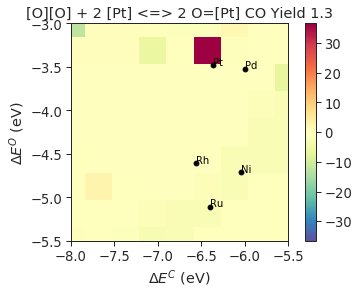 [O][O] + 2 [Pt] <=> 2 O=[Pt] CO Yield 1.3
−3.0
−3.5
−4.0
−4.5
−5.0
−5.5
ΔE^O (eV)
Pt
Pd
Rh
Ni
Ru
−8.0 −7.5 −7.0 −6.5 −6.0 −5.5
ΔE^C (eV)
30
20
10
0
−10
−20
−30